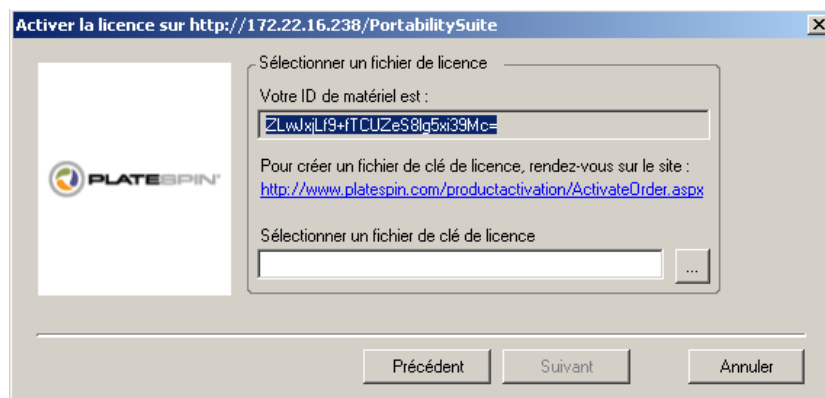 Activer la licence sur http://172.22.16.238/PortabilitySuite
Sélectionner un fichier de licence
Votre ID de matériel est :
ZLwJxjLf9+fTCUZeS8lg5xi39Mc=
PLATESPIN
Pour créer un fichier de clé de licence, rendez-vous sur le site :
http://www.platespin.com/productactivation/ActivateOrder.aspx
Sélectionner un fichier de clé de licence
...
Précédent Suivant Annuler